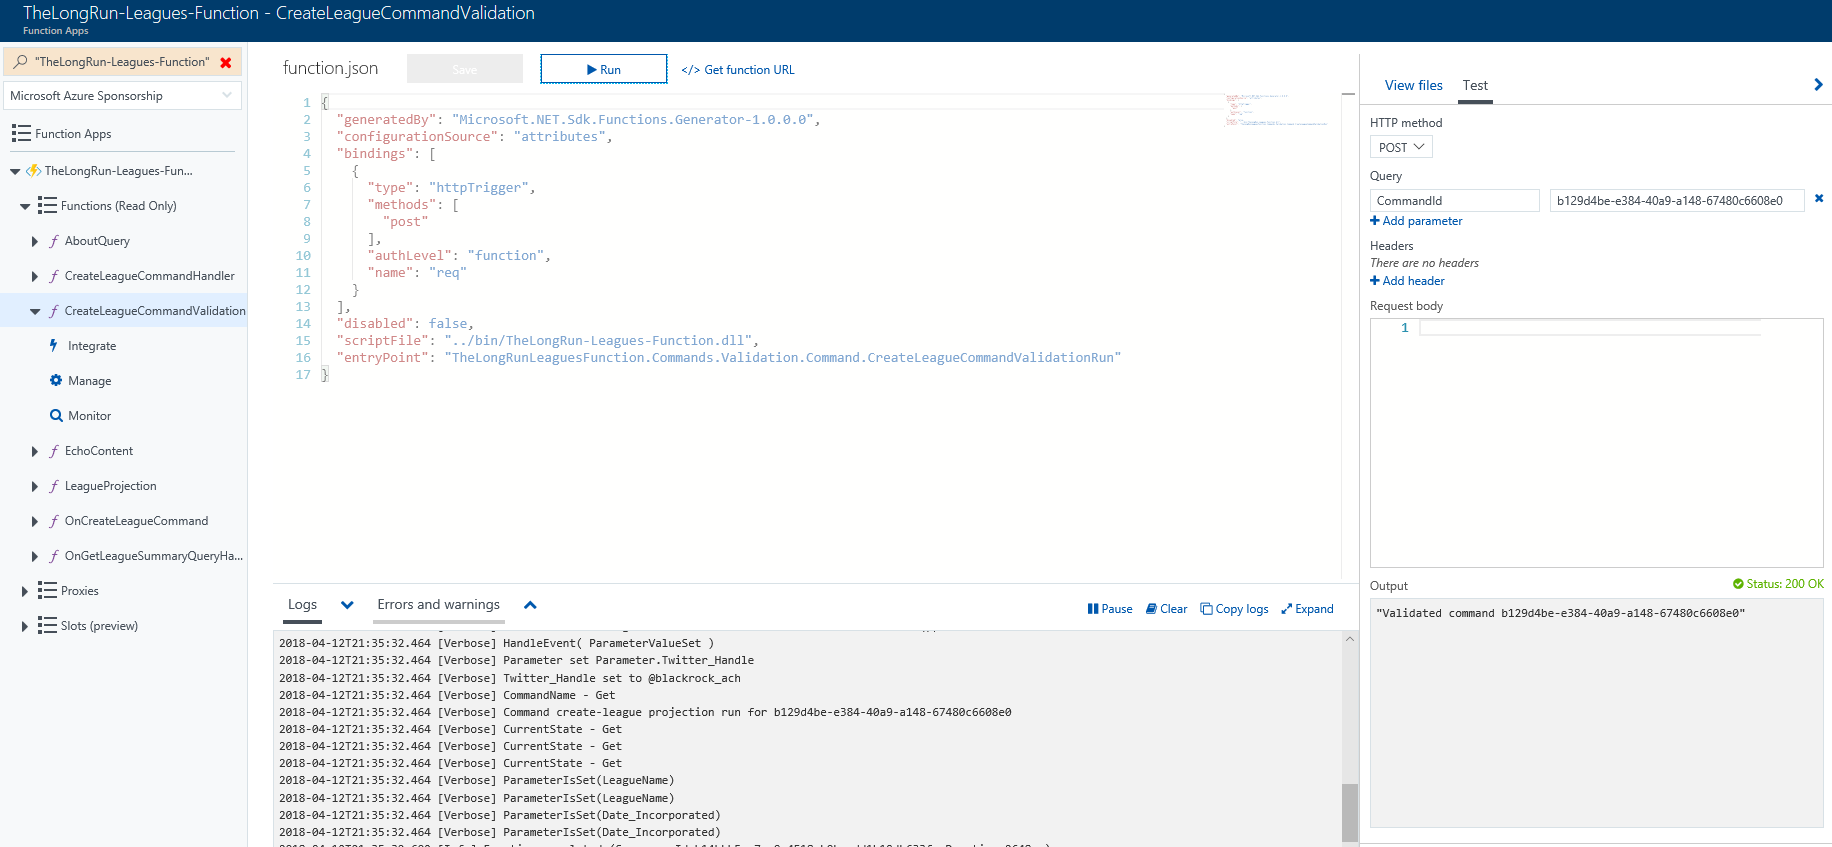 TheLongRun-Leagues-Function - CreateLeagueCommandValidation
Function Apps
"TheLongRun-Leagues-Function"
Microsoft Azure Sponsorship
Function Apps
TheLongRun-Leagues-Fun...
Functions (Read Only)
AboutQuery
CreateLeagueCommandHandler
CreateLeagueCommandValidation
Integrate
Manage
Monitor
EchoContent
LeagueProjection
OnCreateLeagueCommand
OnGetLeagueSummaryQueryHa...
Proxies
Slots (preview)
function.json
Save
Run
</> Get function URL
1 {
2 "generatedBy": "Microsoft.NET.Sdk.Functions.Generator-1.0.0.0",
3 "configurationSource": "attributes",
4 "bindings": [
5 {
6 "type": "httpTrigger",
7 "methods": [
8 "post"
9 ],
10 "authLevel": "function",
11 "name": "req"
12 }
13 ],
14 "disabled": false,
15 "scriptFile": "../bin/TheLongRun-Leagues-Function.dll",
16 "entryPoint": "TheLongRunLeaguesFunction.Commands.Validation.Command.CreateLeagueCommandValidationRun"
17 }
Logs
Errors and warnings
Pause
Clear
Copy logs
Expand
2018-04-12T21:35:32.464 [Verbose] HandleEvent( ParameterValueSet )
2018-04-12T21:35:32.464 [Verbose] Parameter set Parameter.Twitter_Handle
2018-04-12T21:35:32.464 [Verbose] Twitter_Handle set to @blackrock_ach
2018-04-12T21:35:32.464 [Verbose] CommandName - Get
2018-04-12T21:35:32.464 [Verbose] Command create-league projection run for b129d4be-e384-40a9-a148-67480c6608e0
2018-04-12T21:35:32.464 [Verbose] CurrentState - Get
2018-04-12T21:35:32.464 [Verbose] CurrentState - Get
2018-04-12T21:35:32.464 [Verbose] CurrentState - Get
2018-04-12T21:35:32.464 [Verbose] ParameterIsSet(LeagueName)
2018-04-12T21:35:32.464 [Verbose] ParameterIsSet(LeagueName)
2018-04-12T21:35:32.464 [Verbose] ParameterIsSet(Date_Incorporated)
2018-04-12T21:35:32.464 [Verbose] ParameterIsSet(Date_Incorporated)
View files
Test
HTTP method
POST
Query
CommandId
b129d4be-e384-40a9-a148-67480c6608e0
Add parameter
Headers
There are no headers
Add header
Request body
1
Output
Status: 200 OK
"Validated command b129d4be-e384-40a9-a148-67480c6608e0"